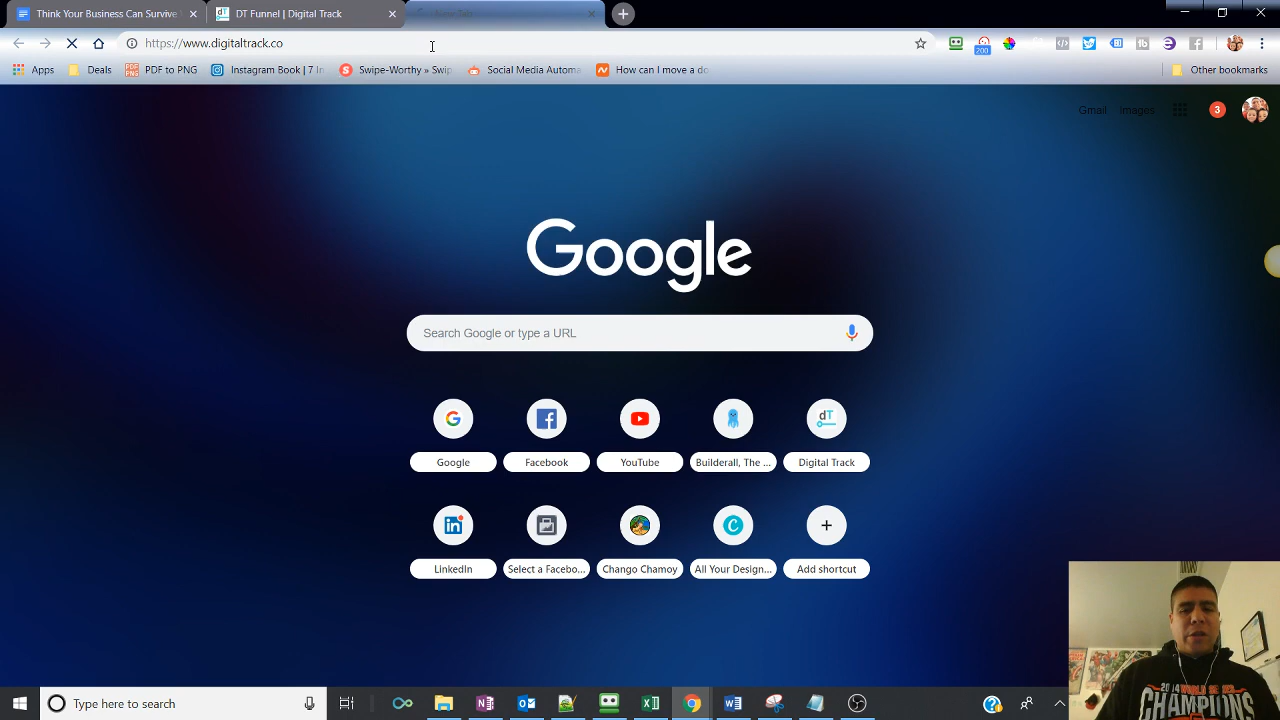 Think Your Business Can Survive
DT Funnel | Digital Track
https://www.digitaltrack.co
Apps
Deals
PDF to PNG
Instagram Book | 7 In
Swipe-Worthy » Swip
Social Media Automa
How can I move a do
Other bookmarks
200
Gmail
Images
3
Google
Search Google or type a URL
Google
Facebook
YouTube
Builderall, The ...
Digital Track
LinkedIn
Select a Facebo...
Chango Chamoy
All Your Design...
Add shortcut
Type here to search
CHAMPIONS